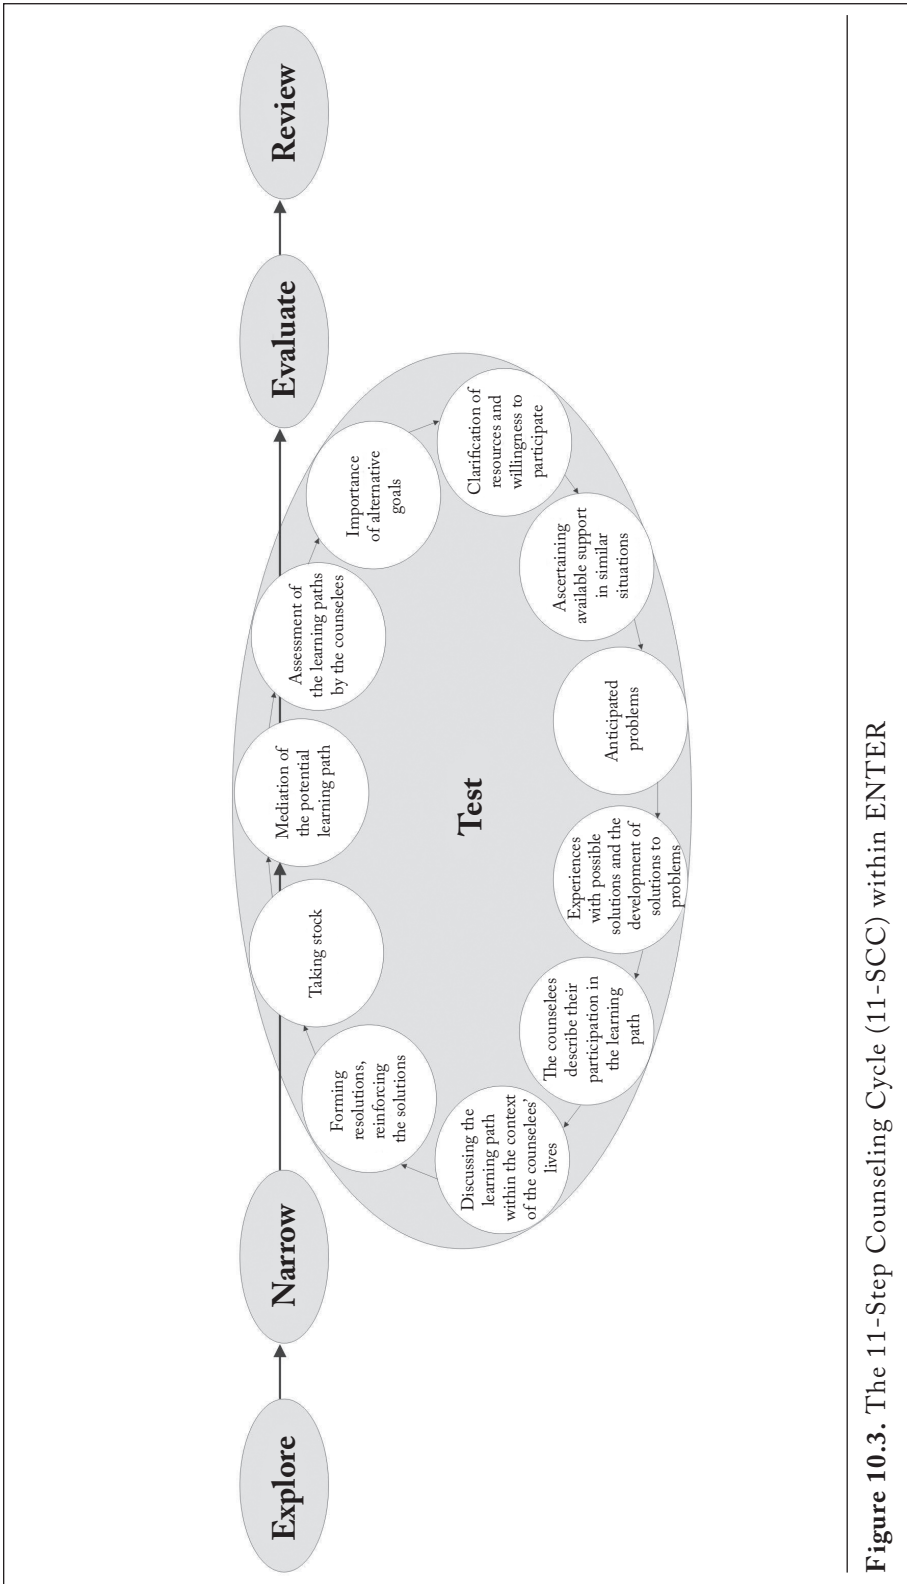 Explore
Narrow
Evaluate
Review
Test
Mediation of
the potential
learning path
Assessment of
the learning paths
by the counselees
Importance
of alternative
goals
Clarification of
resources and
willingness to
participate
Ascertaining
available support
in similar
situations
Anticipated
problems
Experiences
with possible
solutions and the
development of
solutions to
problems
The counselees
describe their
participation in
the learning
path
Discussing the
learning path
within the context
of the counselees’
lives
Forming
resolutions,
reinforcing
the solutions
Taking stock
Figure 10.3. The 11-Step Counseling Cycle (11-SCC) within ENTER